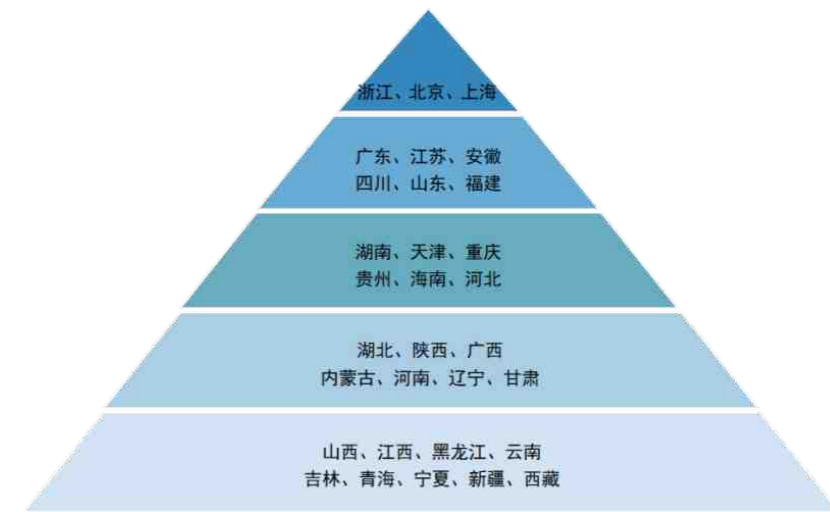 浙江、北京、上海
广东、江苏、安徽
四川、山东、福建
湖南、天津、重庆
贵州、海南、河北
湖北、陕西、广西
内蒙古、河南、辽宁、甘肃
山西、江西、黑龙江、云南
吉林、青海、宁夏、新疆、西藏